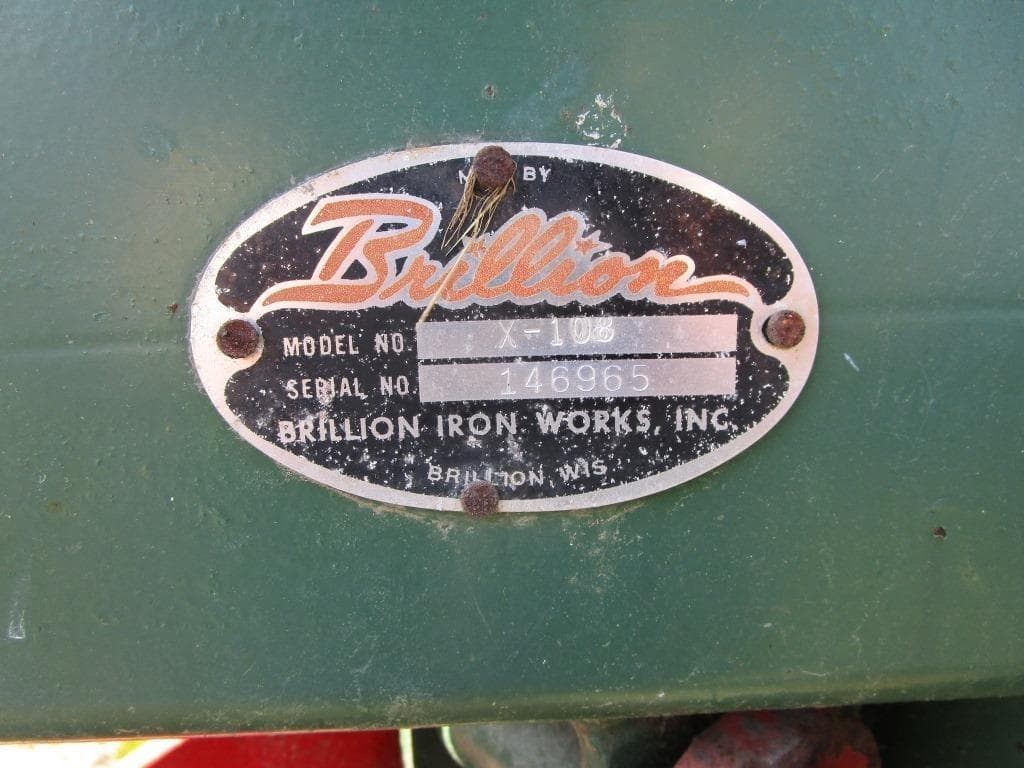 BY
Brillion
MODEL NO. X-108
SERIAL NO. 146965
BRILLION IRON WORKS, INC.
BRILLION, WIS